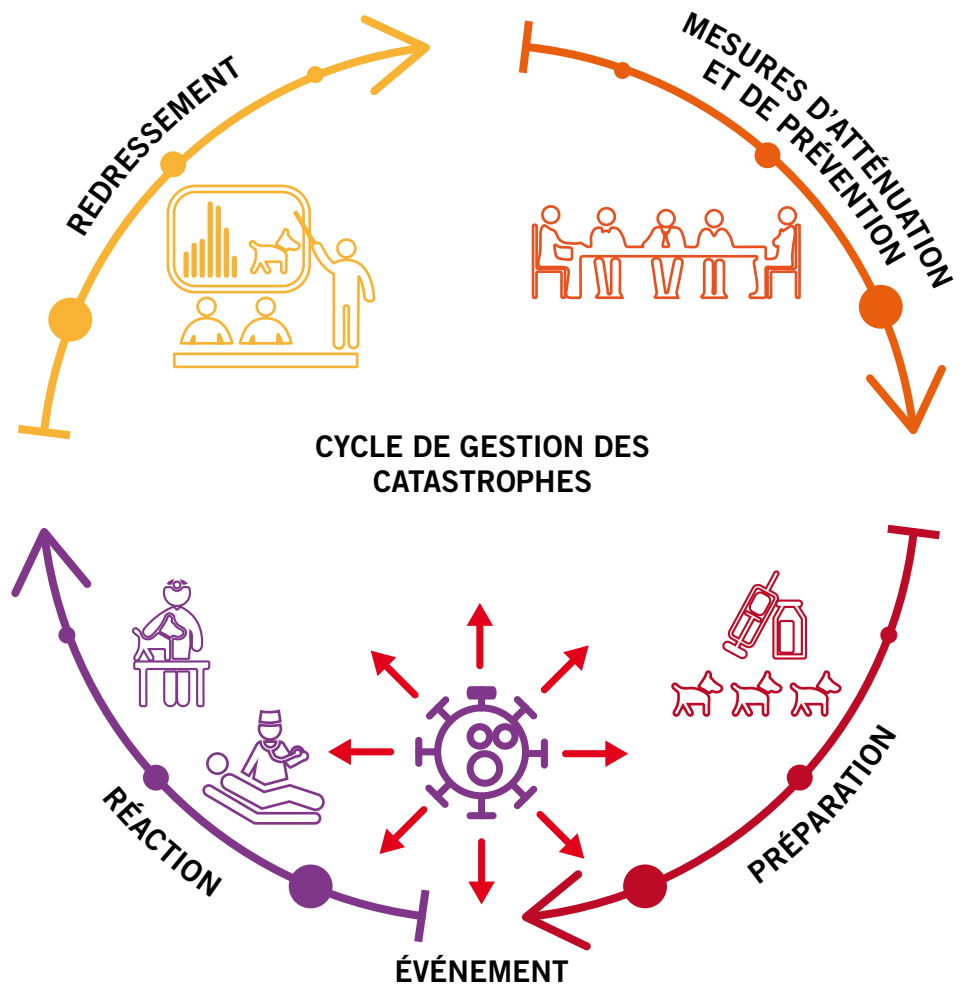 REDRESSEMENT
MESURES D'ATTÉNUATION
ET DE PRÉVENTION
CYCLE DE GESTION DES
CATASTROPHES
RÉACTION
PRÉPARATION
ÉVÉNEMENT